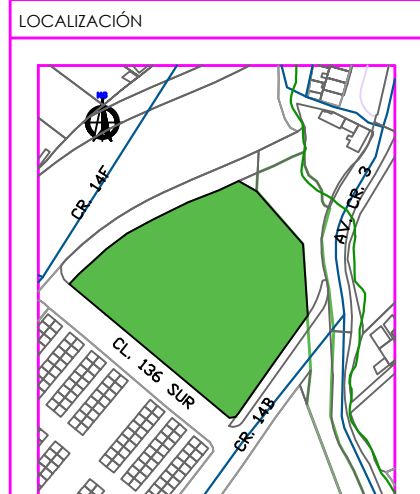 LOCALIZACIÓN
CR. 14F
AV. CR. 3
CL. 136 SUR
CR. 14B